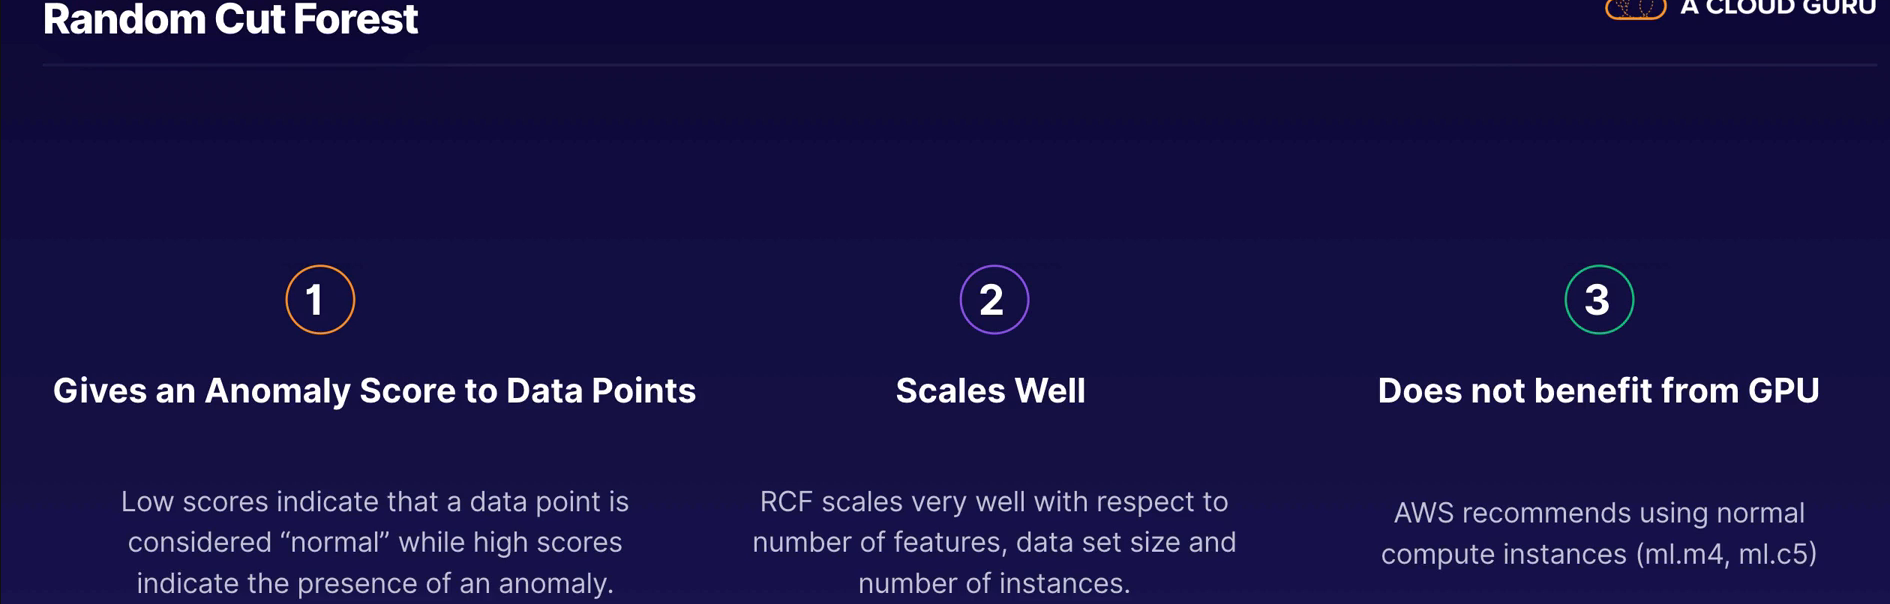 Random Cut Forest
A CLOUD GURU
1
Gives an Anomaly Score to Data Points
Low scores indicate that a data point is
considered “normal” while high scores
indicate the presence of an anomaly.
2
Scales Well
RCF scales very well with respect to
number of features, data set size and
number of instances.
3
Does not benefit from GPU
AWS recommends using normal
compute instances (ml.m4, ml.c5)